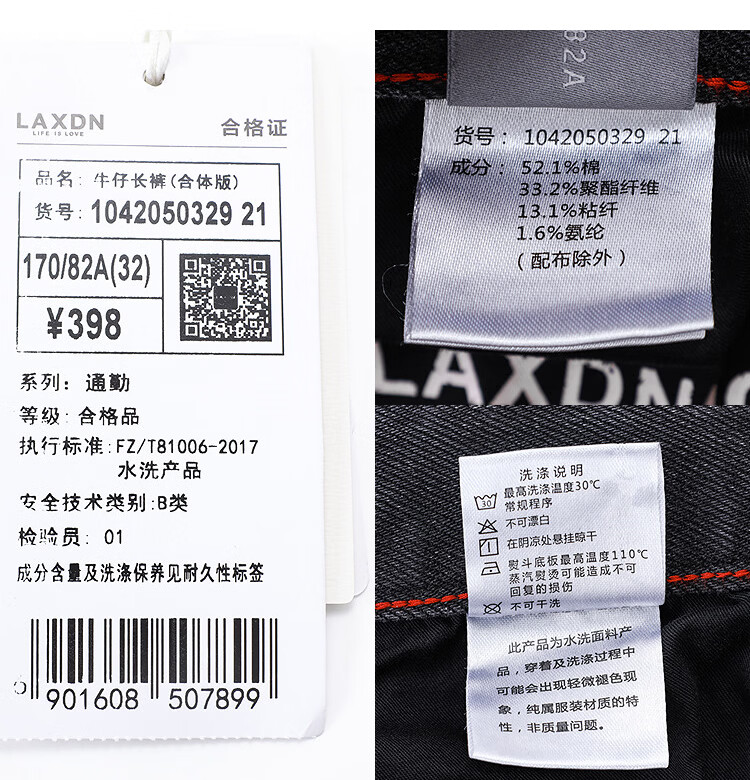 LAXDN
LIFE IS LOVE
合格证
品名: 牛仔长裤(合体版)
货号: 1042050329 21
170/82A(32)
¥398
LAXDN
系列: 通勤
等级: 合格品
执行标准:FZ/T81006-2017
水洗产品
安全技术类别:B类
检验员: 01
成分含量及洗涤保养见耐久性标签
901608 507899
82A
货号: 1042050329 21
成分: 52.1%棉
33.2%聚酯纤维
13.1%粘纤
1.6%氨纶
(配布除外)
LAXDN
洗涤说明
30
最高洗涤温度30℃
常规程序
不可漂白
在阴凉处悬挂晾干
熨斗底板最高温度110℃
蒸汽熨烫可能造成不可
回复的损伤
不可干洗
此产品为水洗面料产
品，穿着及洗涤过程中
可能会出现轻微褪色现
象，纯属服装材质的特
性，非质量问题。